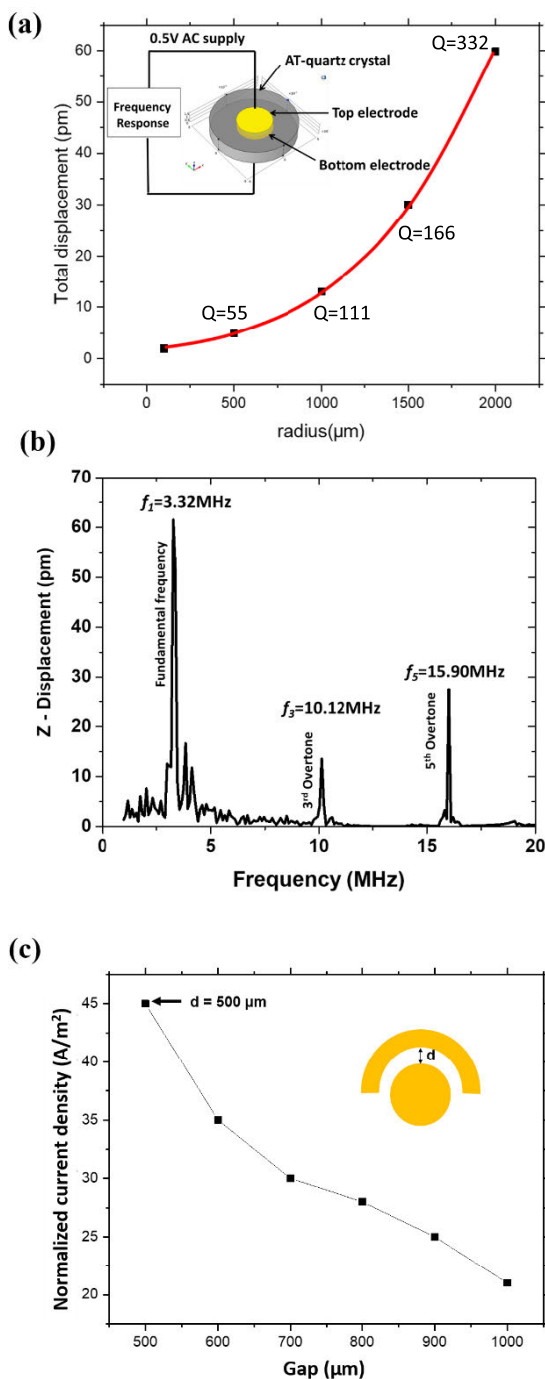 (a)
0.5V AC supply
AT-quartz crystal
Frequency
Response
Top electrode
Bottom electrode
Q=332
Q=166
Q=111
Q=55
Total displacement (pm)
60
50
40
30
20
10
0
0 500 1000 1500 2000
radius(μm)
(b)
f1=3.32MHz
Fundamental frequency
f3=10.12MHz
3rd Overtone
f5=15.90MHz
5th Overtone
Z - Displacement (pm)
70
60
50
40
30
20
10
0
0 5 10 15 20
Frequency (MHz)
(c)
d = 500 μm
d
Normalized current density (A/m²)
45
40
35
30
25
20
500 600 700 800 900 1000
Gap (μm)